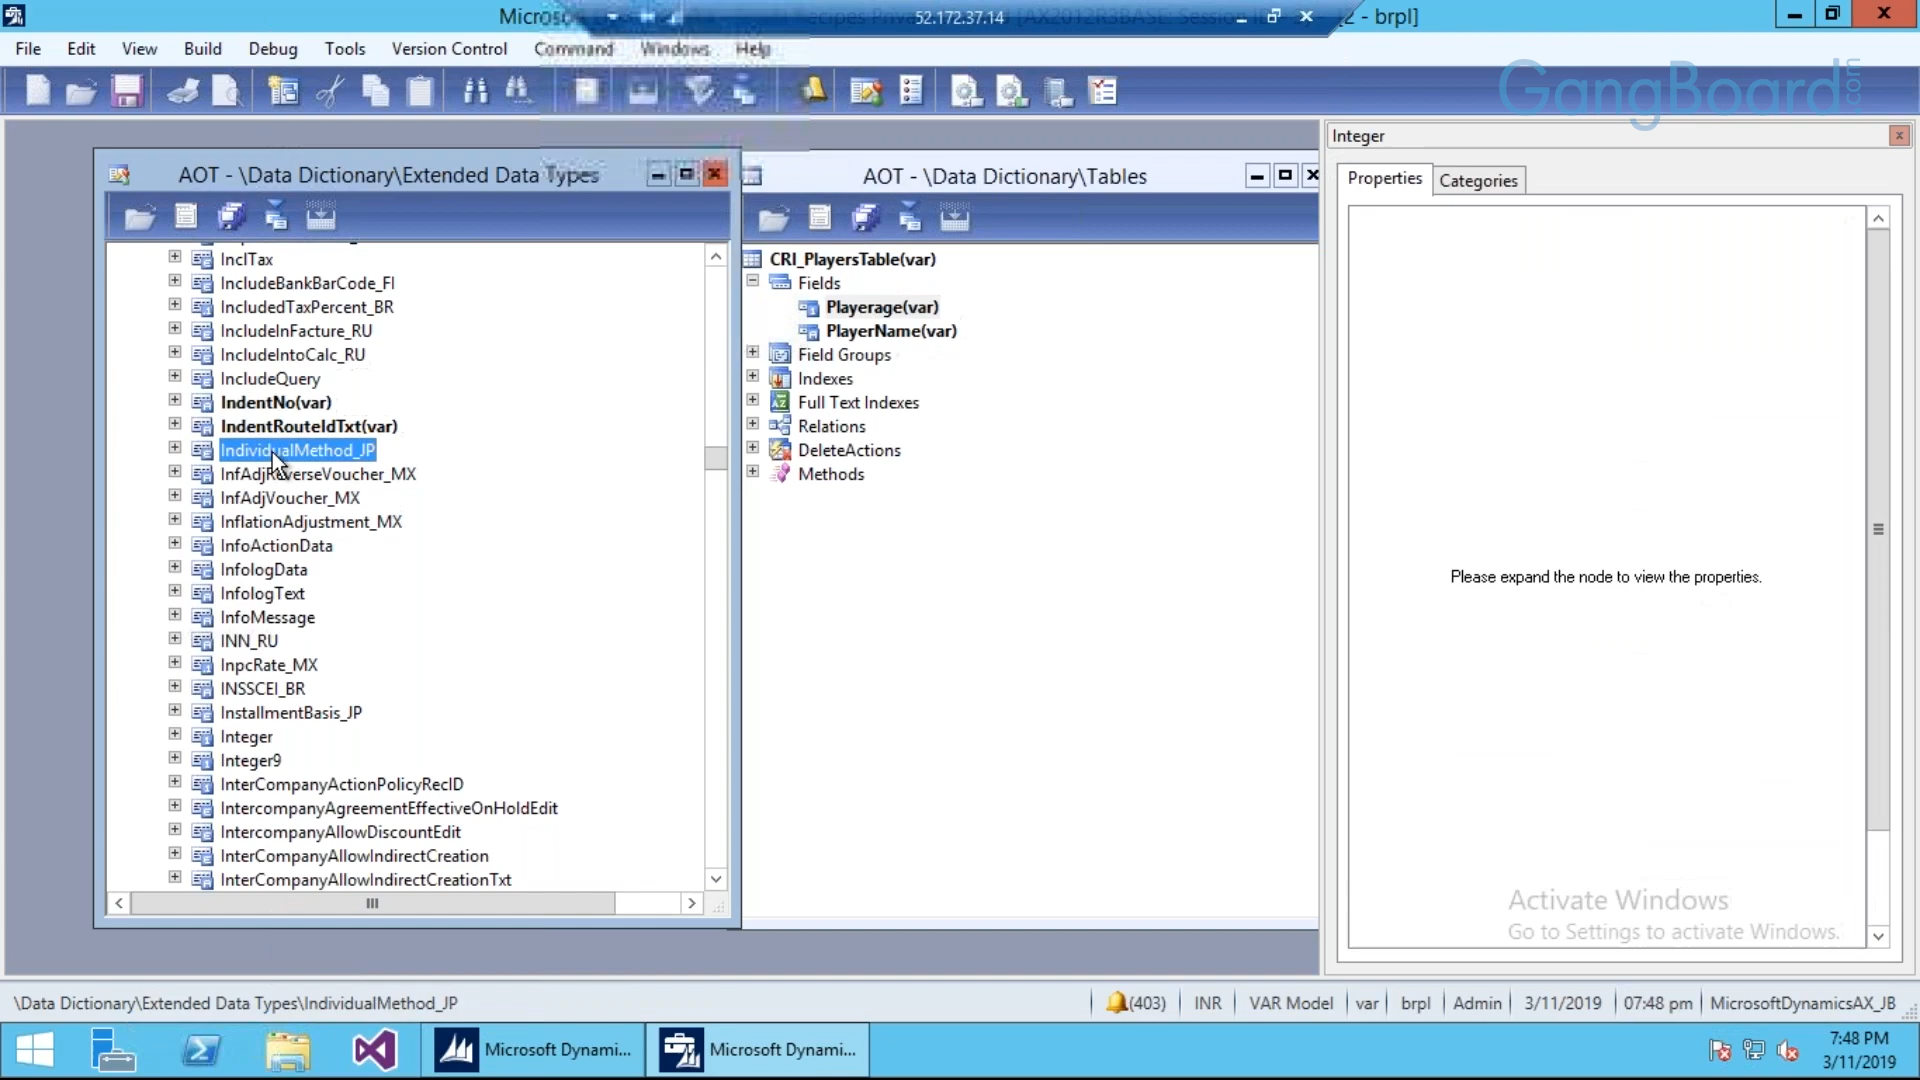 Microsoft
52.172.37.14
[AX2012R3BASE: Session
- brpl]
File Edit View Build Debug Tools Version Control Command Windows Help
GangBoard.com
Integer
AOT - \Data Dictionary\Extended Data Types
AOT - \Data Dictionary\Tables
Properties
Categories
InclTax
IncludeBankBarCode_FI
IncludedTaxPercent_BR
IncludeInFacture_RU
IncludeIntoCalc_RU
IncludeQuery
IndentNo(var)
IndentRouteIdTxt(var)
IndividualMethod_JP
InfAdjReverseVoucher_MX
InfAdjVoucher_MX
InflationAdjustment_MX
InfoActionData
InfologData
InfologText
InfoMessage
INN_RU
InpcRate_MX
INSSCEI_BR
InstallmentBasis_JP
Integer
Integer9
InterCompanyActionPolicyRecID
IntercompanyAgreementEffectiveOnHoldEdit
IntercompanyAllowDiscountEdit
InterCompanyAllowIndirectCreation
InterCompanyAllowIndirectCreationTxt
CRI_PlayersTable(var)
Fields
Playerage(var)
PlayerName(var)
Field Groups
Indexes
Full Text Indexes
Relations
DeleteActions
Methods
Please expand the node to view the properties.
Activate Windows
Go to Settings to activate Windows.
\Data Dictionary\Extended Data Types\IndividualMethod_JP
(403) INR VAR Model var brpl Admin 3/11/2019 07:48 pm MicrosoftDynamicsAX_JB
Microsoft Dynami...
Microsoft Dynami...
7:48 PM
3/11/2019